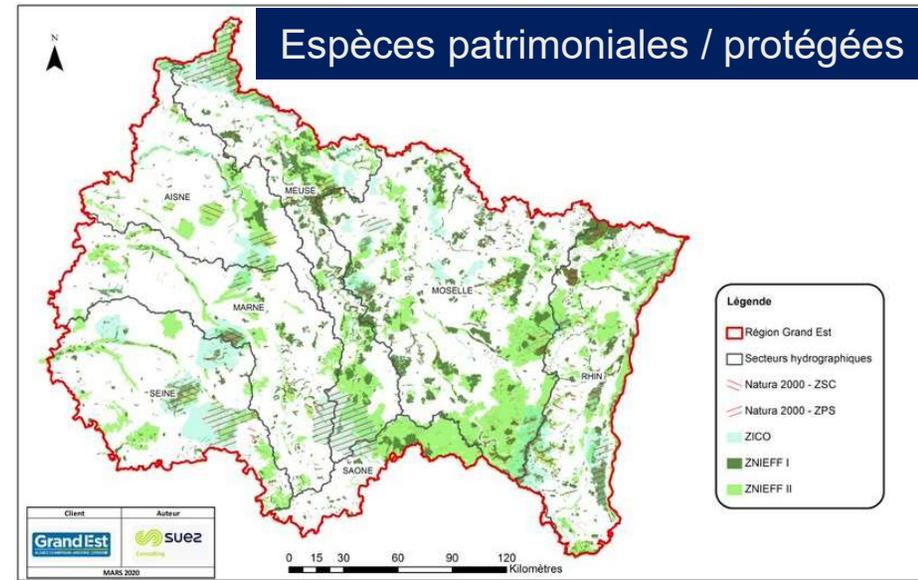 Espèces patrimoniales / protégées
N
AISNE
MEUSE
MOSELLE
MARNE
RHIN
SEINE
SAONE
Légende
Région Grand Est
Secteurs hydrographiques
Natura 2000 - ZSC
Natura 2000 - ZPS
ZICO
ZNIEFF I
ZNIEFF II
Client
Auteur
Grand Est
suez
Consulting
MARS 2020
0 15 30 60 90 120
Kilomètres